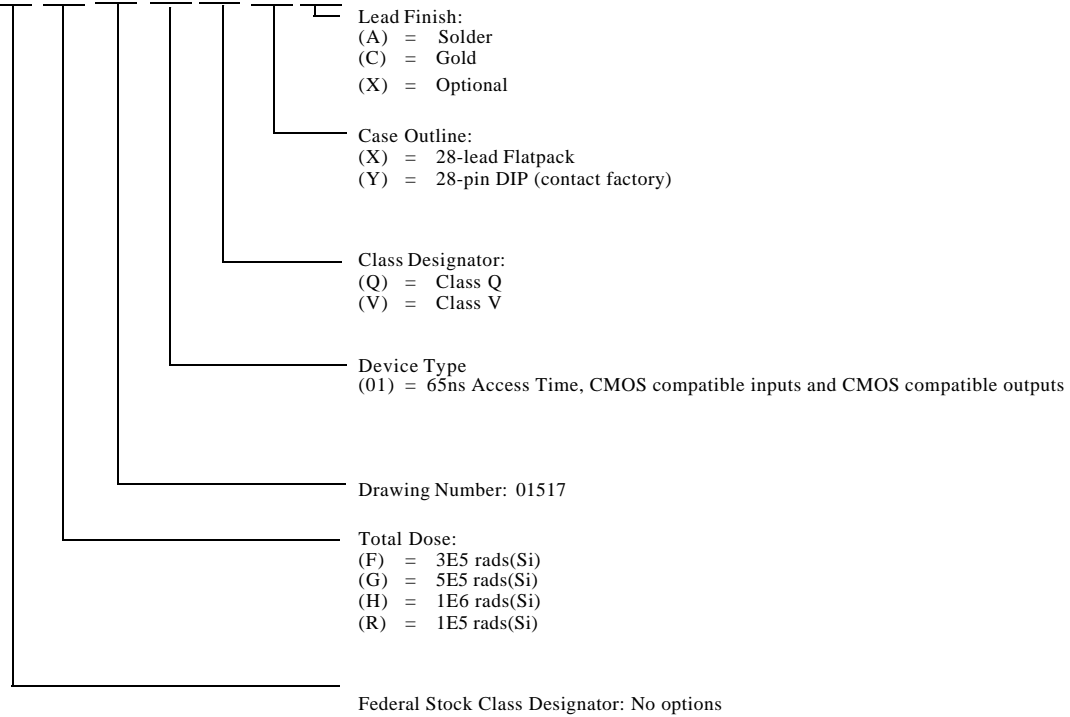 Lead Finish:
(A) = Solder
(C) = Gold
(X) = Optional
Case Outline:
(X) = 28-lead Flatpack
(Y) = 28-pin DIP (contact factory)
Class Designator:
(Q) = Class Q
(V) = Class V
Device Type
(01) = 65ns Access Time, CMOS compatible inputs and CMOS compatible outputs
Drawing Number: 01517
Total Dose:
(F) = 3E5 rads(Si)
(G) = 5E5 rads(Si)
(H) = 1E6 rads(Si)
(R) = 1E5 rads(Si)
Federal Stock Class Designator: No options